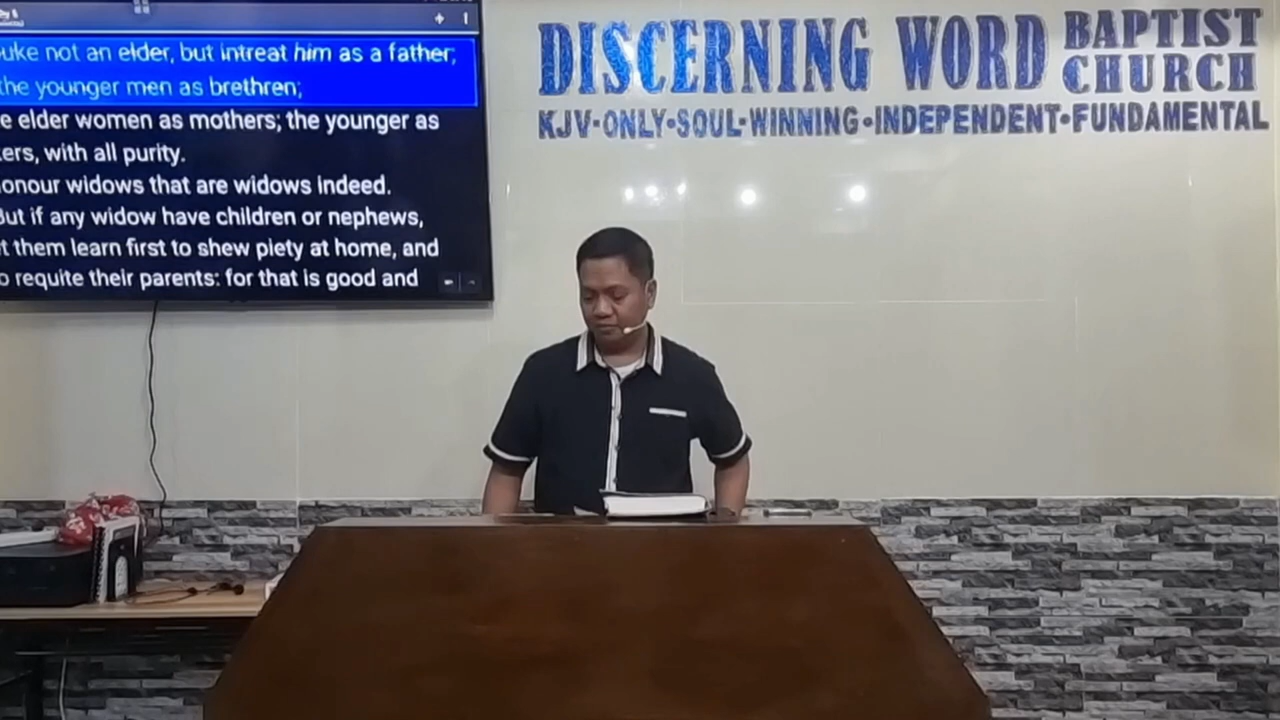 uke not an elder, but intreat him as a father;
the younger men as brethren;
e elder women as mothers; the younger as
ers, with all purity.
onour widows that are widows indeed.
But if any widow have children or nephews,
t them learn first to shew piety at home, and
o requite their parents: for that is good and
DISCERNING WORD BAPTIST CHURCH
KJV-ONLY•SOUL-WINNING•INDEPENDENT•FUNDAMENTAL